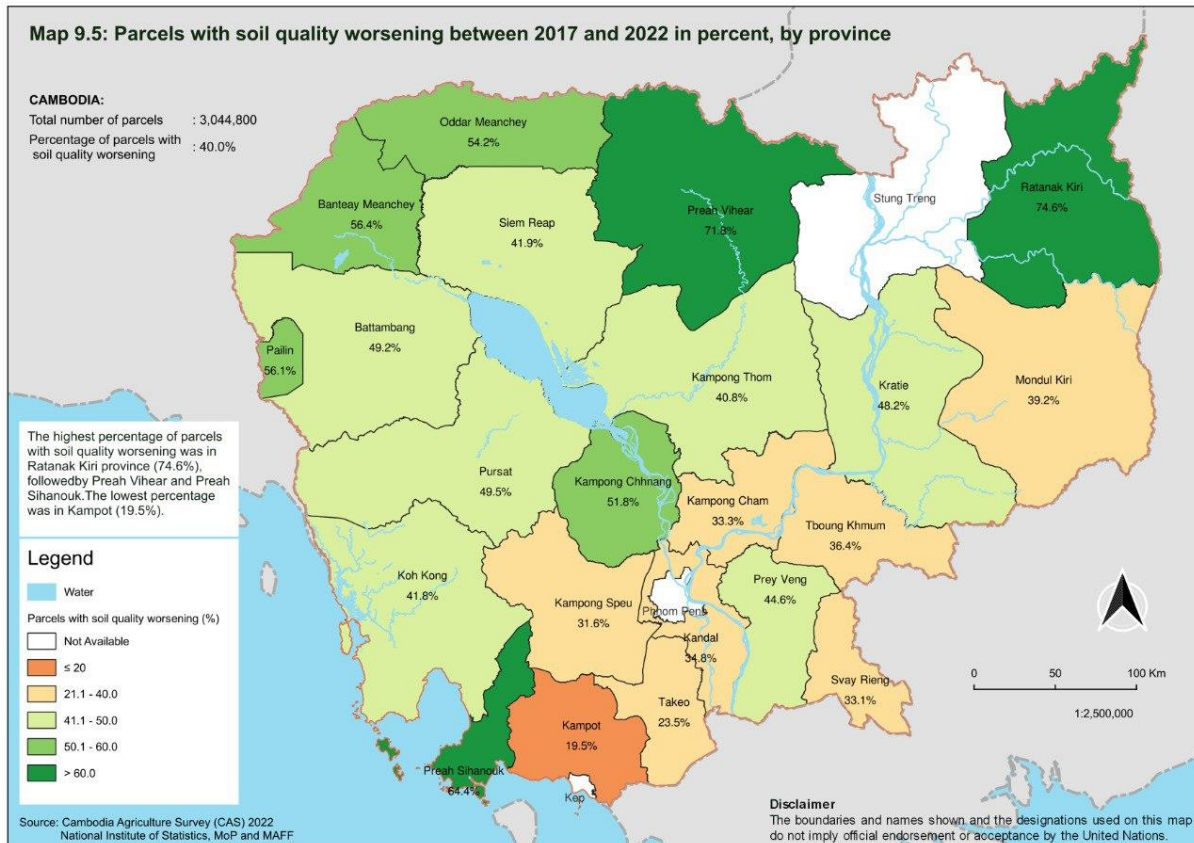 Map 9.5: Parcels with soil quality worsening between 2017 and 2022 in percent, by province
CAMBODIA:
Total number of parcels : 3,044,800
Percentage of parcels with
soil quality worsening : 40.0%
Oddar Meanchey
54.2%
Banteay Meanchey
56.4%
Siem Reap
41.9%
Preah Vihear
71.8%
Stung Treng
Ratanak Kiri
74.6%
Battambang
49.2%
Pailin
56.1%
Kampong Thom
40.8%
Kratie
48.2%
Mondul Kiri
39.2%
Pursat
49.5%
Kampong Chhnang
51.8%
Kampong Cham
33.3%
Tboung Khmum
36.4%
Koh Kong
41.8%
Kampong Speu
31.6%
Phnom Penh
Prey Veng
44.6%
Kandal
34.8%
Svay Rieng
33.1%
Takeo
23.5%
Kampot
19.5%
Preah Sihanouk
64.4%
Kep
The highest percentage of parcels
with soil quality worsening was in
Ratanak Kiri province (74.6%),
followedby Preah Vihear and Preah
Sihanouk.The lowest percentage
was in Kampot (19.5%).
Legend
Water
Parcels with soil quality worsening (%)
Not Available
≤ 20
21.1 - 40.0
41.1 - 50.0
50.1 - 60.0
> 60.0
0 50 100 Km
1:2,500,000
Source: Cambodia Agriculture Survey (CAS) 2022
National Institute of Statistics, MoP and MAFF
Disclaimer
The boundaries and names shown and the designations used on this map
do not imply official endorsement or acceptance by the United Nations.